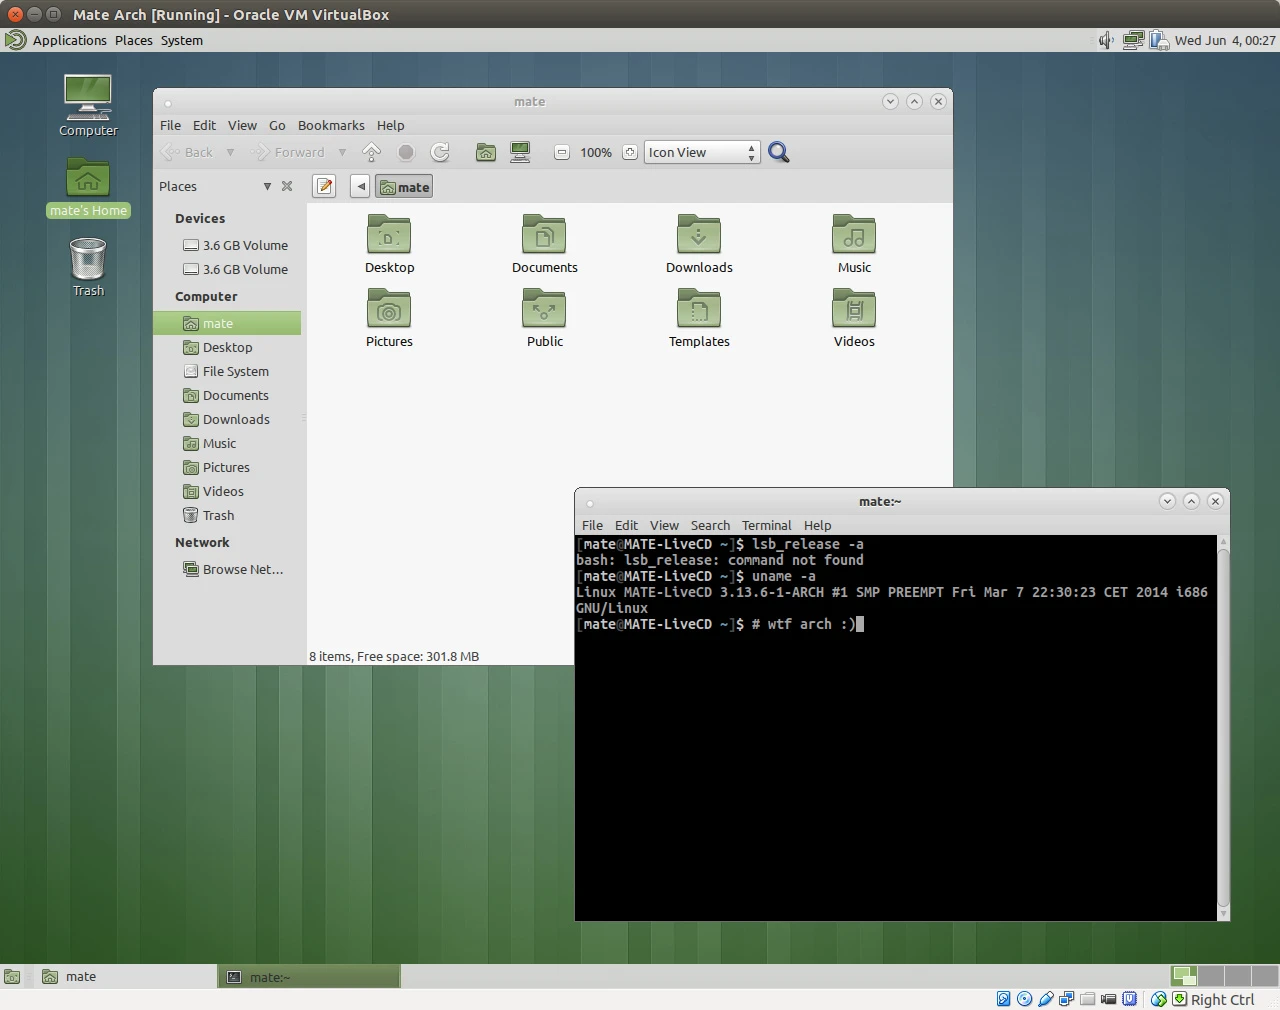 Mate Arch [Running] - Oracle VM VirtualBox
Applications Places System
Wed Jun 4, 00:27
Computer
mate's Home
Trash
mate
File Edit View Go Bookmarks Help
Back Forward 100% Icon View
Places
mate
Devices
3.6 GB Volume
3.6 GB Volume
Computer
mate
Desktop
File System
Documents
Downloads
Music
Pictures
Videos
Trash
Network
Browse Net...
Desktop Documents Downloads Music
Pictures Public Templates Videos
8 items, Free space: 301.8 MB
mate:~
File Edit View Search Terminal Help
[mate@MATE-LiveCD ~]$ lsb_release -a
bash: lsb_release: command not found
[mate@MATE-LiveCD ~]$ uname -a
Linux MATE-LiveCD 3.13.6-1-ARCH #1 SMP PREEMPT Fri Mar 7 22:30:23 CET 2014 i686
GNU/Linux
[mate@MATE-LiveCD ~]$ # wtf arch :)
mate
mate:~
Right Ctrl